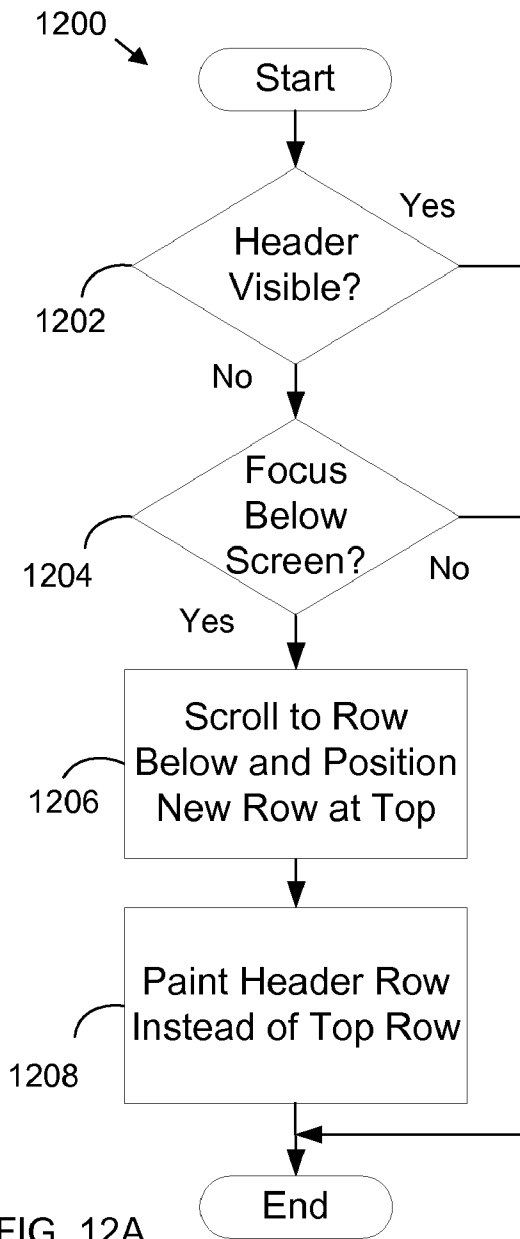 1200
Start
Header
Visible?
Yes
1202
No
Focus
Below
Screen?
1204
No
Yes
Scroll to Row
Below and Position
New Row at Top
1206
Paint Header Row
Instead of Top Row
1208
End
FIG. 12A